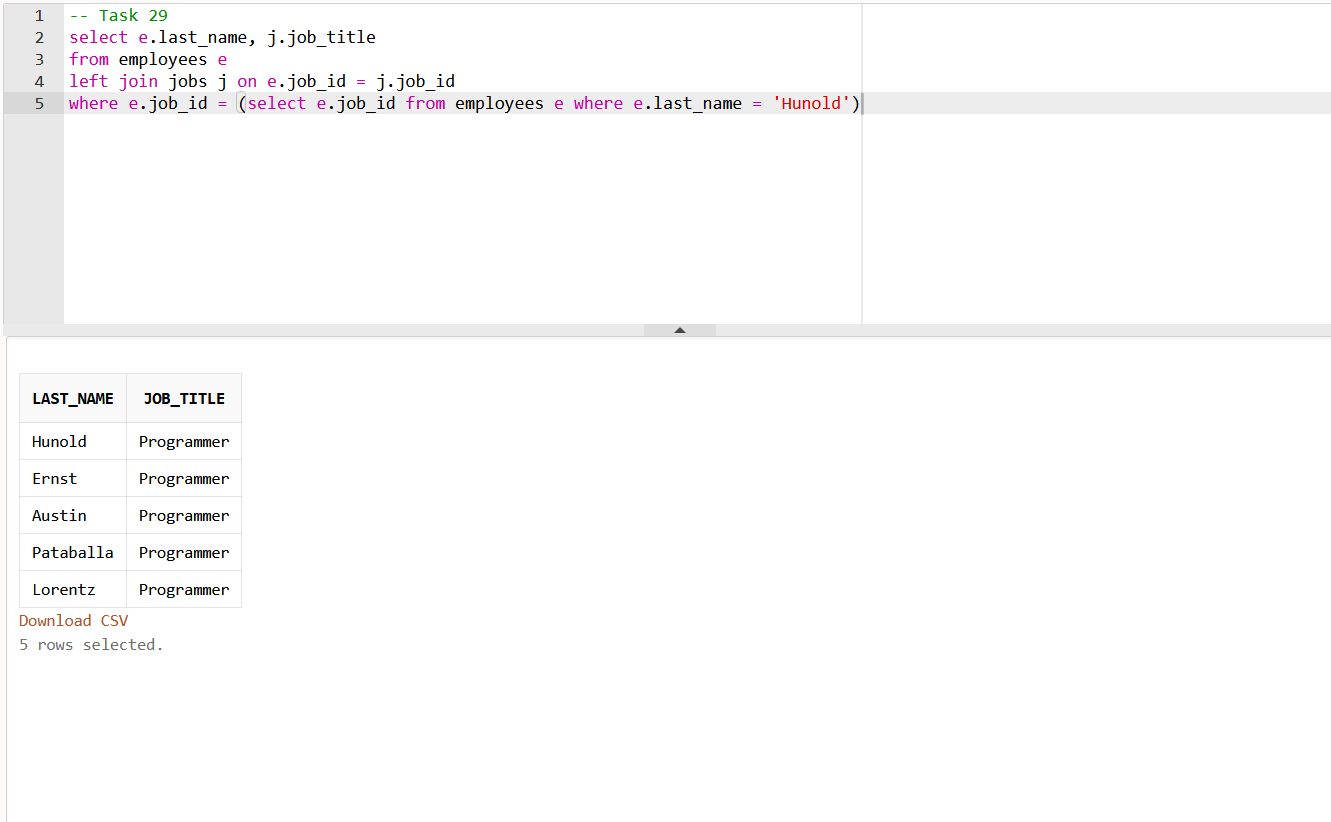 1 -- Task 29
2 select e.last_name, j.job_title
3 from employees e
4 left join jobs j on e.job_id = j.job_id
5 where e.job_id = (select e.job_id from employees e where e.last_name = 'Hunold')
LAST_NAME JOB_TITLE
Hunold Programmer
Ernst Programmer
Austin Programmer
Pataballa Programmer
Lorentz Programmer
Download CSV
5 rows selected.